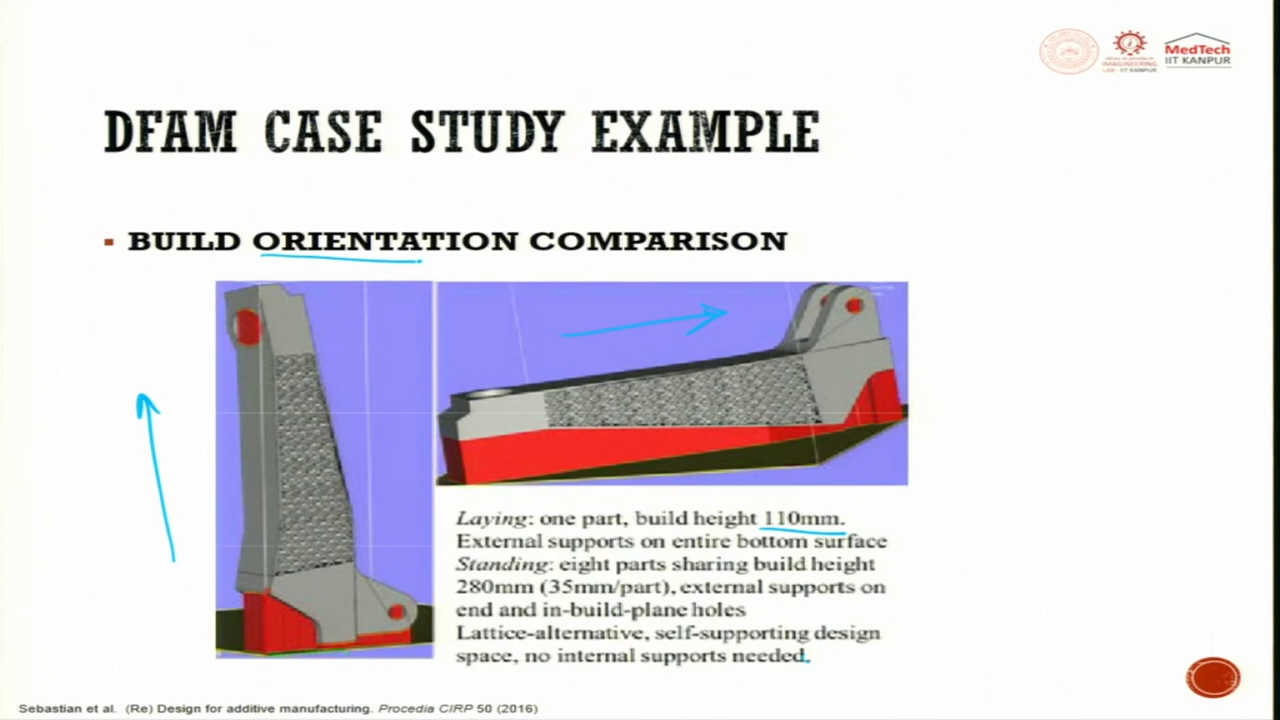 MedTech
IIT KANPUR
DFAM CASE STUDY EXAMPLE
BUILD ORIENTATION COMPARISON
Laying: one part, build height 110mm.
External supports on entire bottom surface
Standing: eight parts sharing build height
280mm (35mm/part), external supports on
end and in-build-plane holes
Lattice-alternative, self-supporting design
space, no internal supports needed.
Sebastian et al. (Re) Design for additive manufacturing. Procedia CIRP 50 (2016)